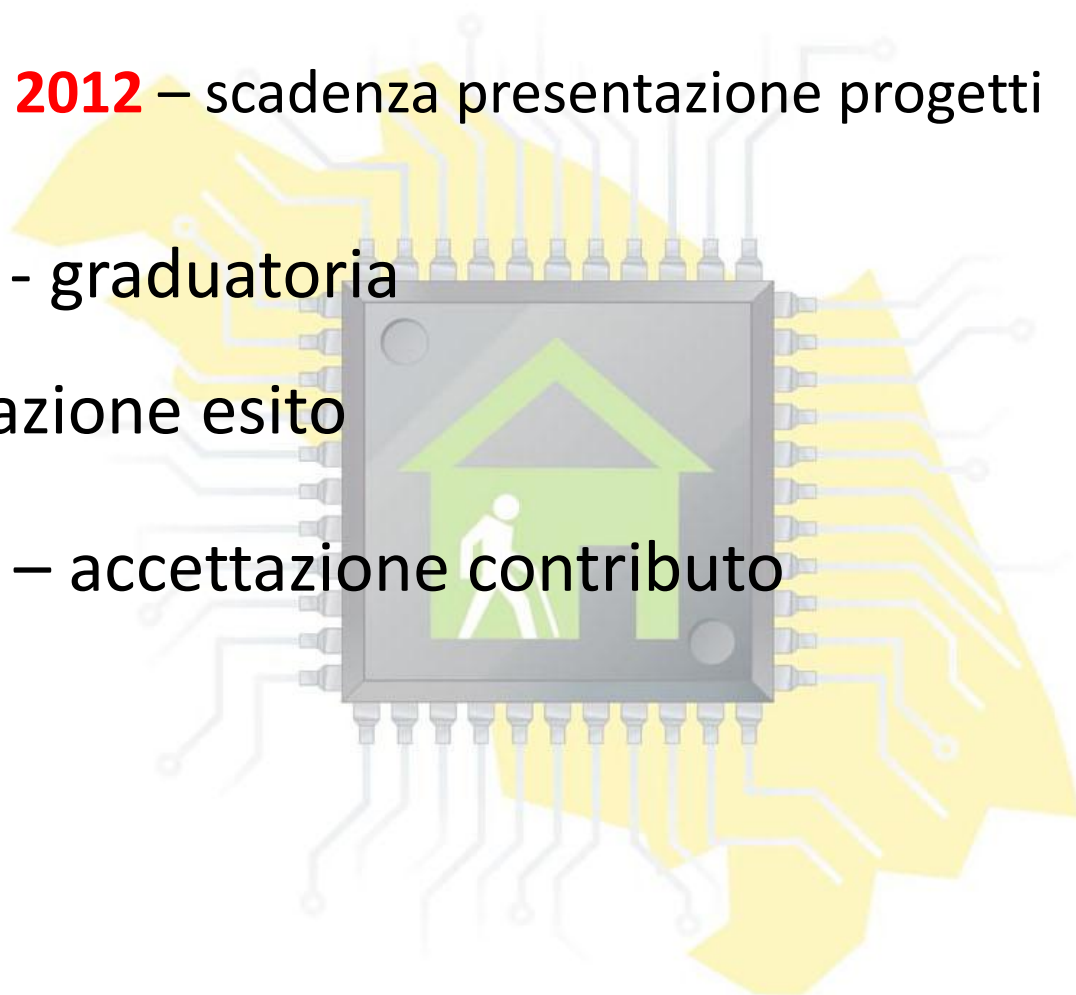 2012 – scadenza presentazione progetti
- graduatoria
azione esito
– accettazione contributo